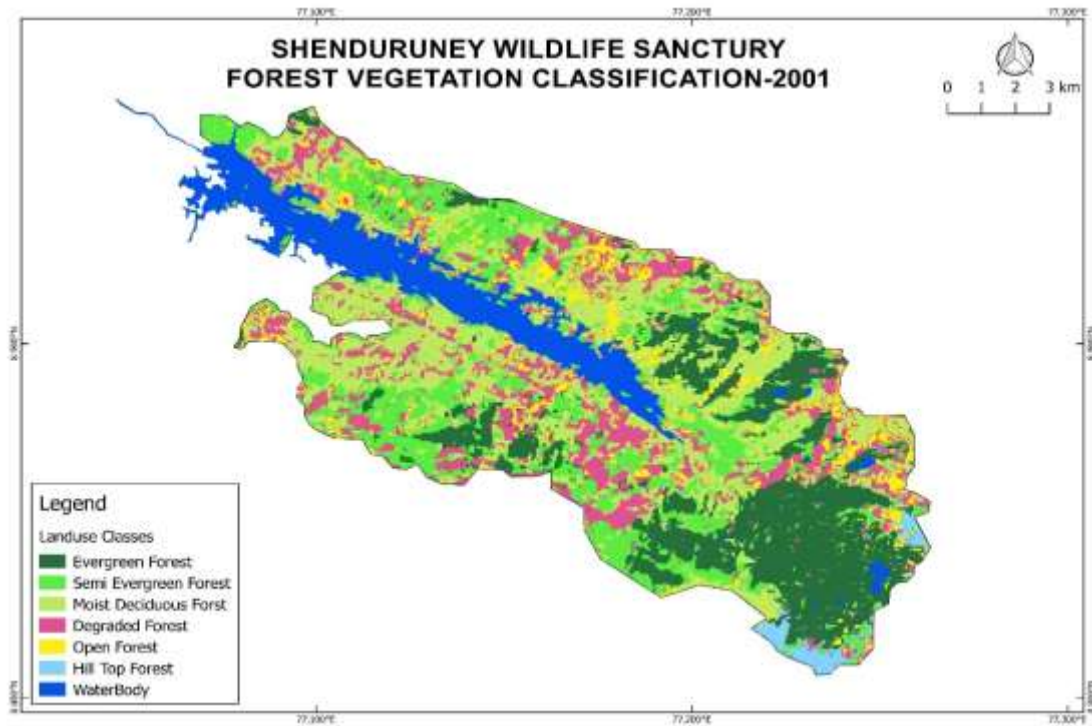 77.100°E 77.200°E 77.300°E
SHENDURUNEY WILDLIFE SANCTURY
FOREST VEGETATION CLASSIFICATION-2001
0 1 2 3 km
Legend
Landuse Classes
Evergreen Forest
Semi Evergreen Forest
Moist Deciduous Forst
Degraded Forest
Open Forest
Hill Top Forest
WaterBody
77.100°E 77.200°E 77.300°E